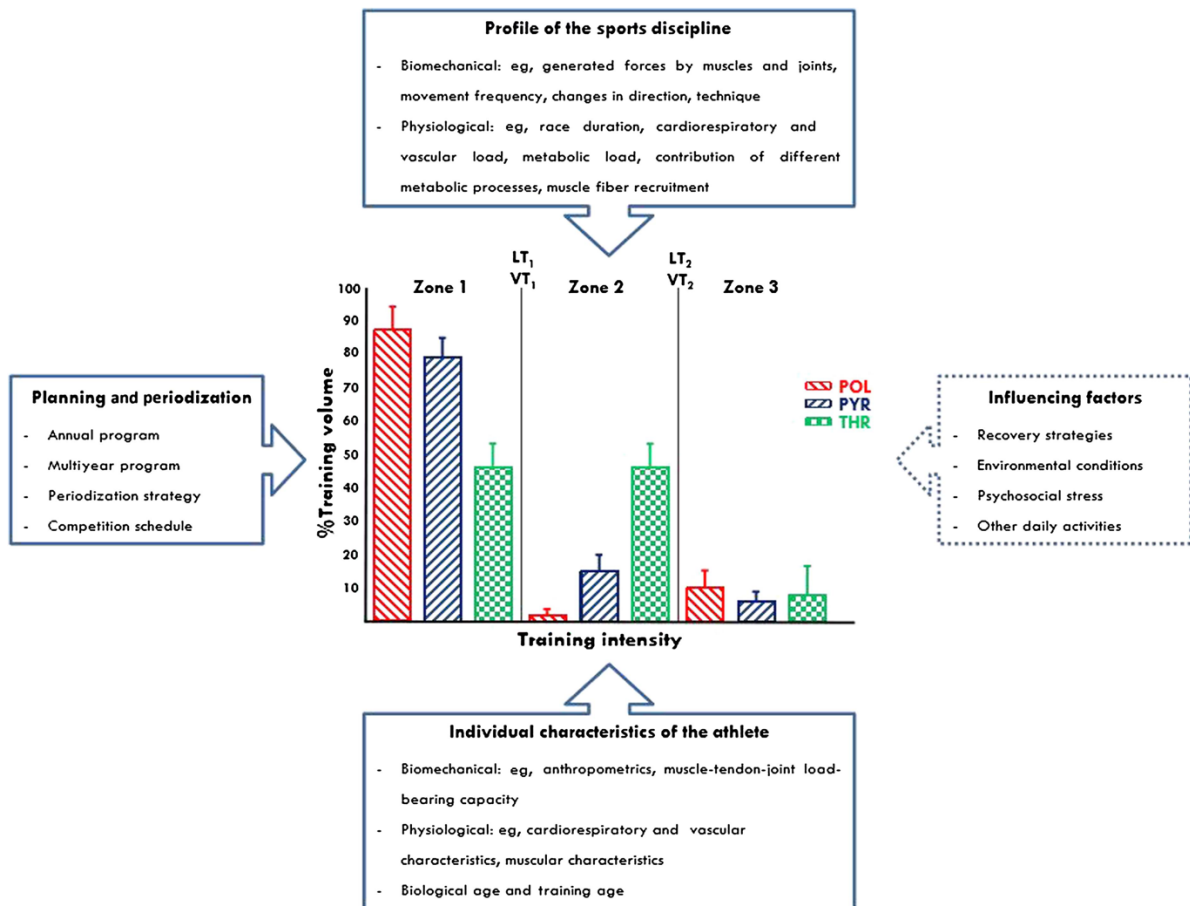 Profile of the sports discipline
- Biomechanical: eg, generated forces by muscles and joints,
movement frequency, changes in direction, technique
- Physiological: eg, race duration, cardiorespiratory and
vascular load, metabolic load, contribution of different
metabolic processes, muscle fiber recruitment
LT1
VT1
LT2
VT2
Zone 1
Zone 2
Zone 3
%Training volume
100
90
80
70
60
50
40
30
20
10
Training intensity
POL
PYR
THR
Planning and periodization
- Annual program
- Multiyear program
- Periodization strategy
- Competition schedule
Influencing factors
- Recovery strategies
- Environmental conditions
- Psychosocial stress
- Other daily activities
Individual characteristics of the athlete
- Biomechanical: eg, anthropometrics, muscle-tendon-joint load-
bearing capacity
- Physiological: eg, cardiorespiratory and vascular
characteristics, muscular characteristics
- Biological age and training age